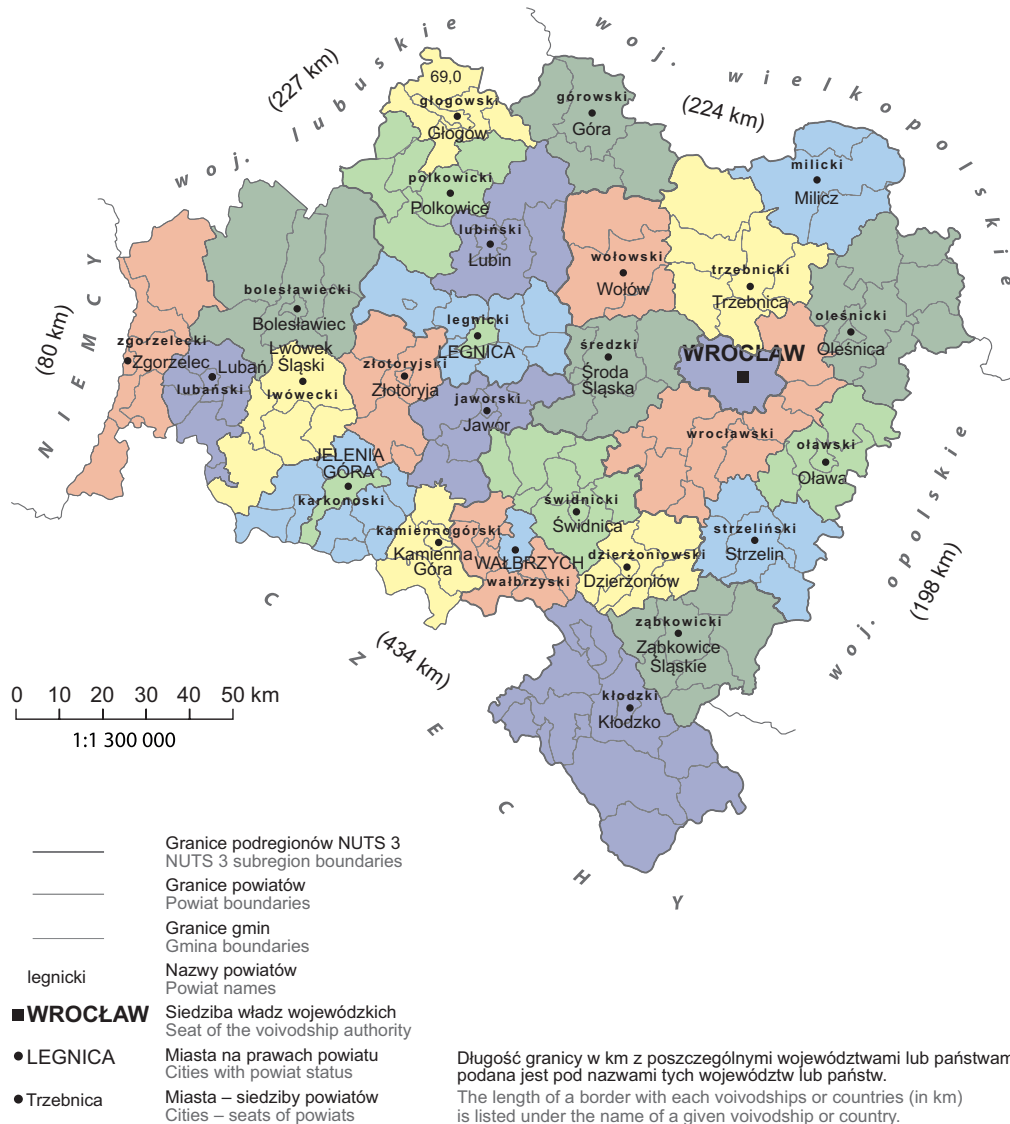 woj. lubuskie
(227 km)
woj. wielkopolskie
(224 km)
NIEMCY
(80 km)
woj. opolskie
(198 km)
CZECHY
(434 km)
69,0
głogowski
Głogów
górowski
Góra
milicki
Milicz
polkowicki
Polkowice
lubiński
Lubin
wołowski
Wołów
trzebnicki
Trzebnica
bolesławiecki
Bolesławiec
legnicki
LEGNICA
oleśnicki
Oleśnica
zgorzelecki
Zgorzelec
Lubań
lubański
Lwówek
Śląski
lwówecki
złotoryjski
Złotoryja
średzki
Środa
Śląska
WROCŁAW
jaworski
Jawor
wrocławski
oławski
Oława
JELENIA
GÓRA
karkonoski
kamiennogórski
Kamienna
Góra
WAŁBRZYCH
wałbrzyski
świdnicki
Świdnica
dzierżoniowski
Dzierżoniów
strzeliński
Strzelin
ząbkowicki
Ząbkowice
Śląskie
kłodzki
Kłodzko
0 10 20 30 40 50 km
1:1 300 000
Granice podregionów NUTS 3
NUTS 3 subregion boundaries
Granice powiatów
Powiat boundaries
Granice gmin
Gmina boundaries
legnicki
Nazwy powiatów
Powiat names
WROCŁAW
Siedziba władz wojewódzkich
Seat of the voivodship authority
LEGNICA
Miasta na prawach powiatu
Cities with powiat status
Trzebnica
Miasta – siedziby powiatów
Cities – seats of powiats
Długość granicy w km z poszczególnymi województwami lub państwam
podana jest pod nazwami tych województw lub państw.
The length of a border with each voivodships or countries (in km)
is listed under the name of a given voivodship or country.